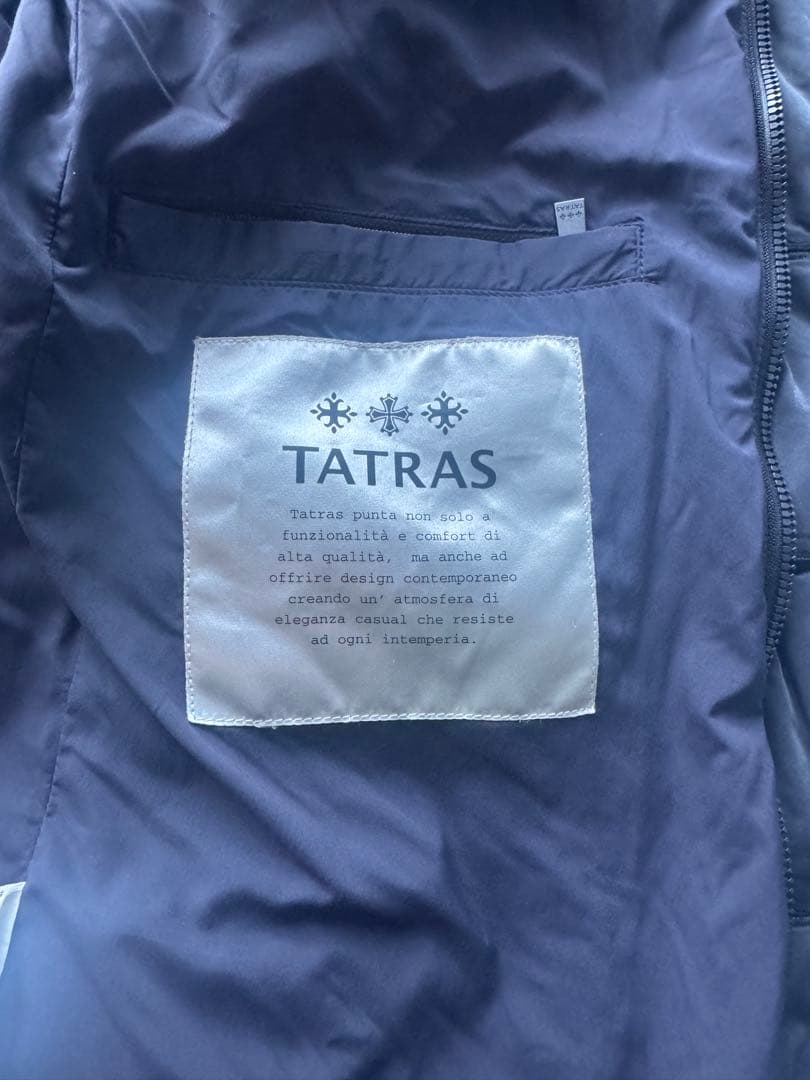 TATRAS
TATRAS
Tatras punta non solo a
funzionalità e comfort di
alta qualità, ma anche ad
offrire design contemporaneo
creando un' atmosfera di
eleganza casual che resiste
ad ogni intemperia.